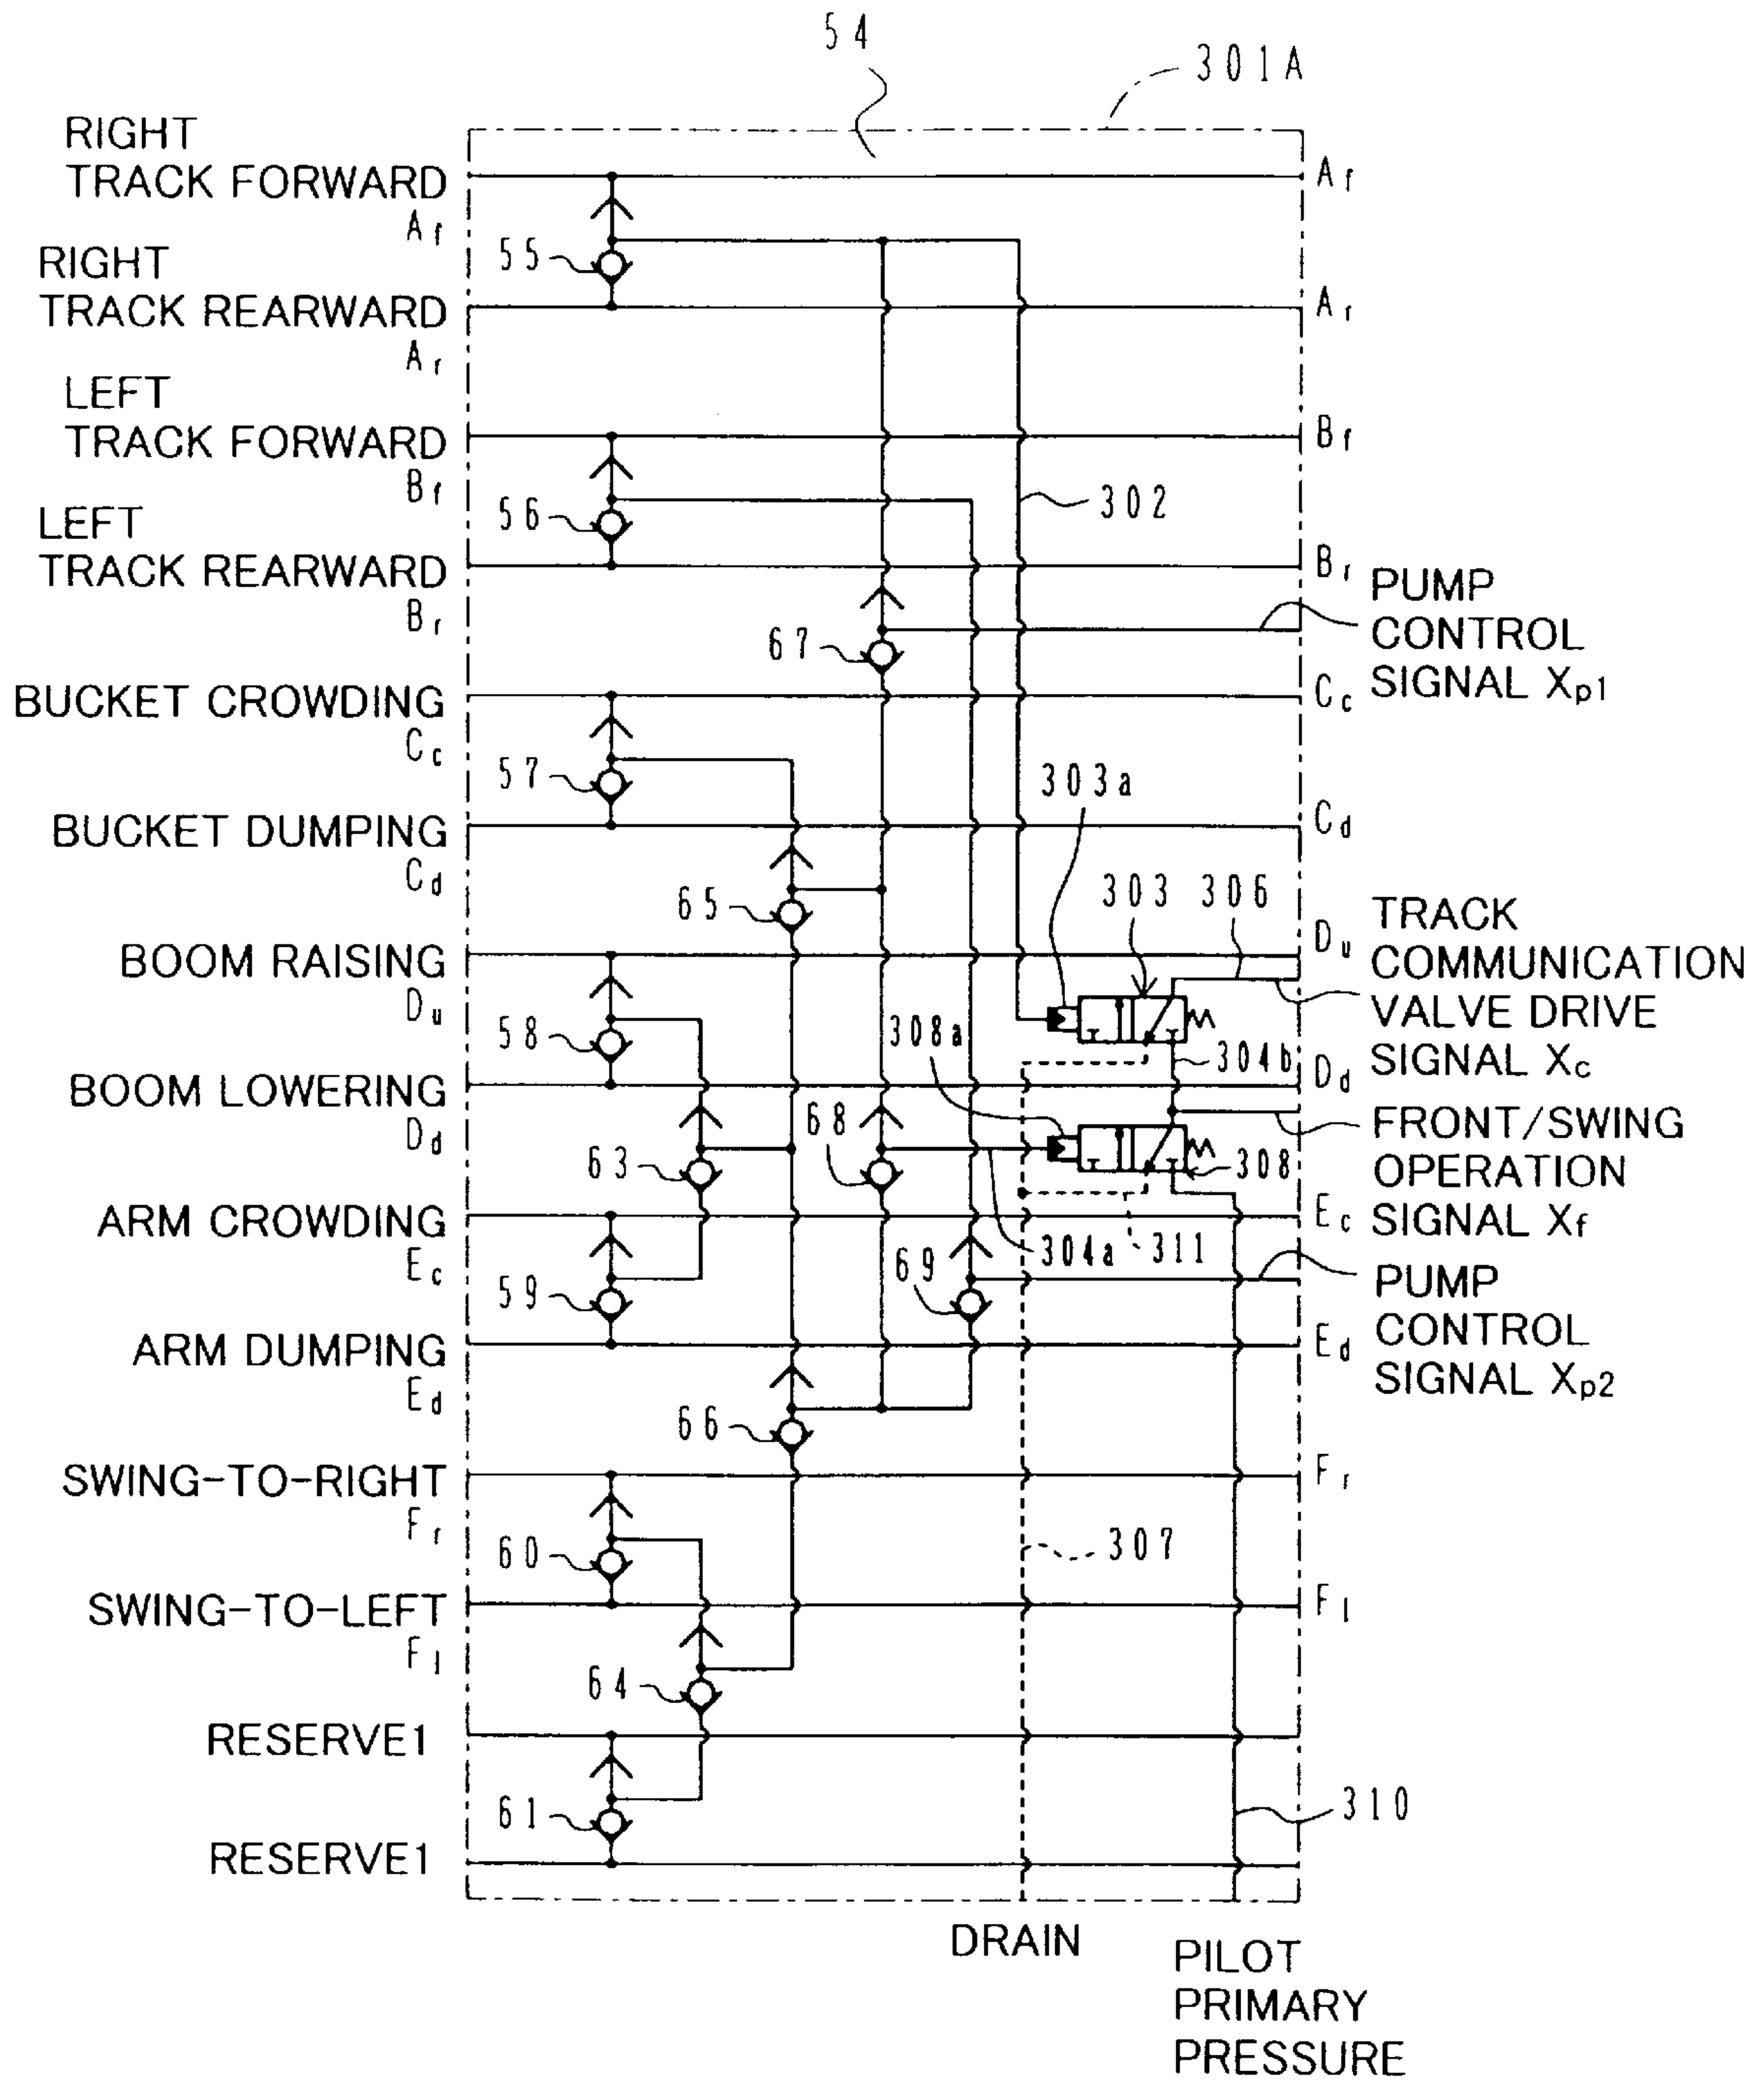 54
301A
RIGHT
TRACK FORWARD
Af
Af
RIGHT
TRACK REARWARD
Ar
55
Ar
LEFT
TRACK FORWARD
Bf
Bf
LEFT
TRACK REARWARD
Br
56
302
Br
PUMP
CONTROL
SIGNAL Xp1
67
BUCKET CROWDING
Cc
Cc
57
303a
BUCKET DUMPING
Cd
Cd
65
303
306
BOOM RAISING
Du
Du
TRACK
COMMUNICATION
VALVE DRIVE
SIGNAL Xc
58
308a
304b
BOOM LOWERING
Dd
Dd
FRONT/SWING
OPERATION
SIGNAL Xf
63
68
308
ARM CROWDING
Ec
Ec
304a
311
69
59
PUMP
CONTROL
SIGNAL Xp2
ARM DUMPING
Ed
Ed
66
SWING-TO-RIGHT
Fr
Fr
60
307
SWING-TO-LEFT
Fl
Fl
64
RESERVE1
61
310
RESERVE1
DRAIN
PILOT
PRIMARY
PRESSURE